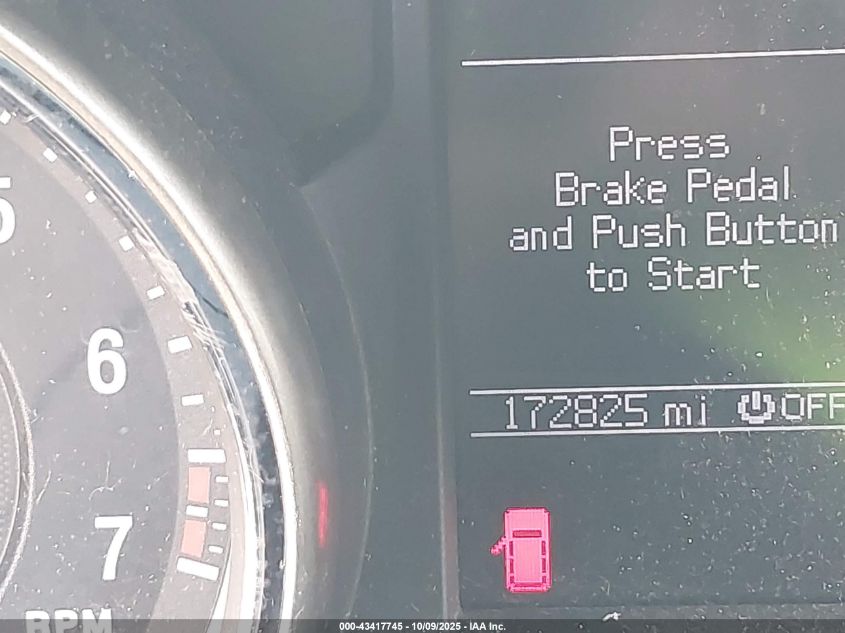 Press
Brake Pedal
and Push Button
to Start
172825 mi OFF
5
6
7
RPM
000-43417745 - 10/09/2025 - IAA Inc.